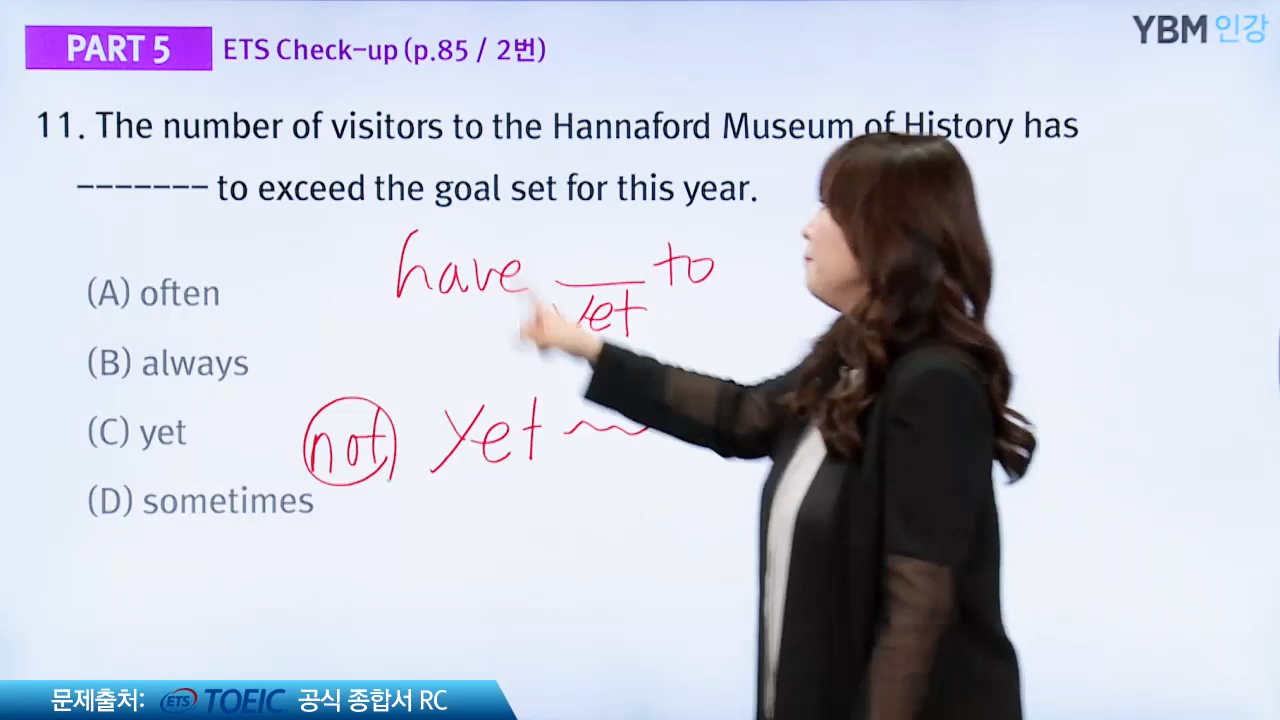 PART 5
ETS Check-up (p.85 / 2번)
YBM 인강
11. The number of visitors to the Hannaford Museum of History has
------- to exceed the goal set for this year.
have ___ to
yet
(A) often
(B) always
(C) yet
(D) sometimes
not yet
문제출처: ETS TOEIC 공식 종합서 RC